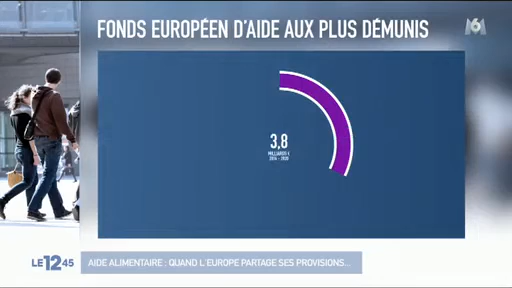 FONDS EUROPÉEN D'AIDE AUX PLUS DÉMUNIS
M6
3,8
MILLIARDS €
2014 - 2020
LE 12 45
AIDE ALIMENTAIRE : QUAND L'EUROPE PARTAGE SES PROVISIONS...